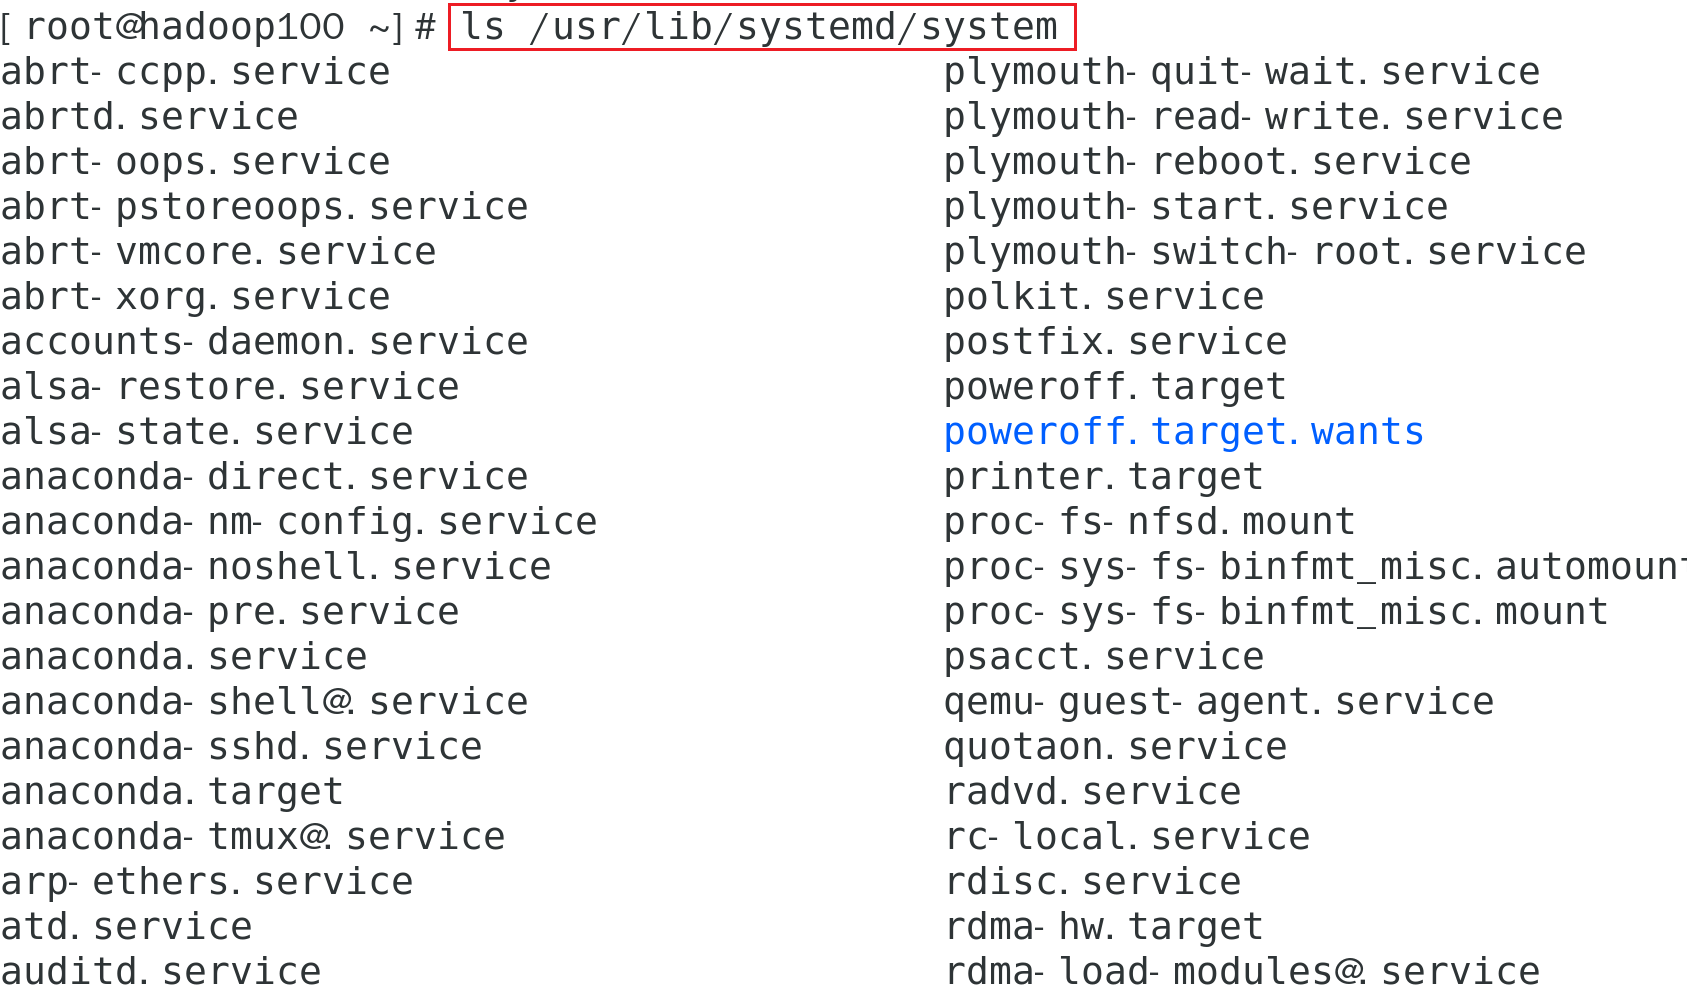 [root@hadoop100 ~]# ls /usr/lib/systemd/system
abrt-ccpp.service plymouth-quit-wait.service
abrtd.service plymouth-read-write.service
abrt-oops.service plymouth-reboot.service
abrt-pstoreoops.service plymouth-start.service
abrt-vmcore.service plymouth-switch-root.service
abrt-xorg.service polkit.service
accounts-daemon.service postfix.service
alsa-restore.service poweroff.target
alsa-state.service poweroff.target.wants
anaconda-direct.service printer.target
anaconda-nm-config.service proc-fs-nfsd.mount
anaconda-noshell.service proc-sys-fs-binfmt_misc.automount
anaconda-pre.service proc-sys-fs-binfmt_misc.mount
anaconda.service psacct.service
anaconda-shell@.service qemu-guest-agent.service
anaconda-sshd.service quotaon.service
anaconda.target radvd.service
anaconda-tmux@.service rc-local.service
arp-ethers.service rdisc.service
atd.service rdma-hw.target
auditd.service rdma-load-modules@.service